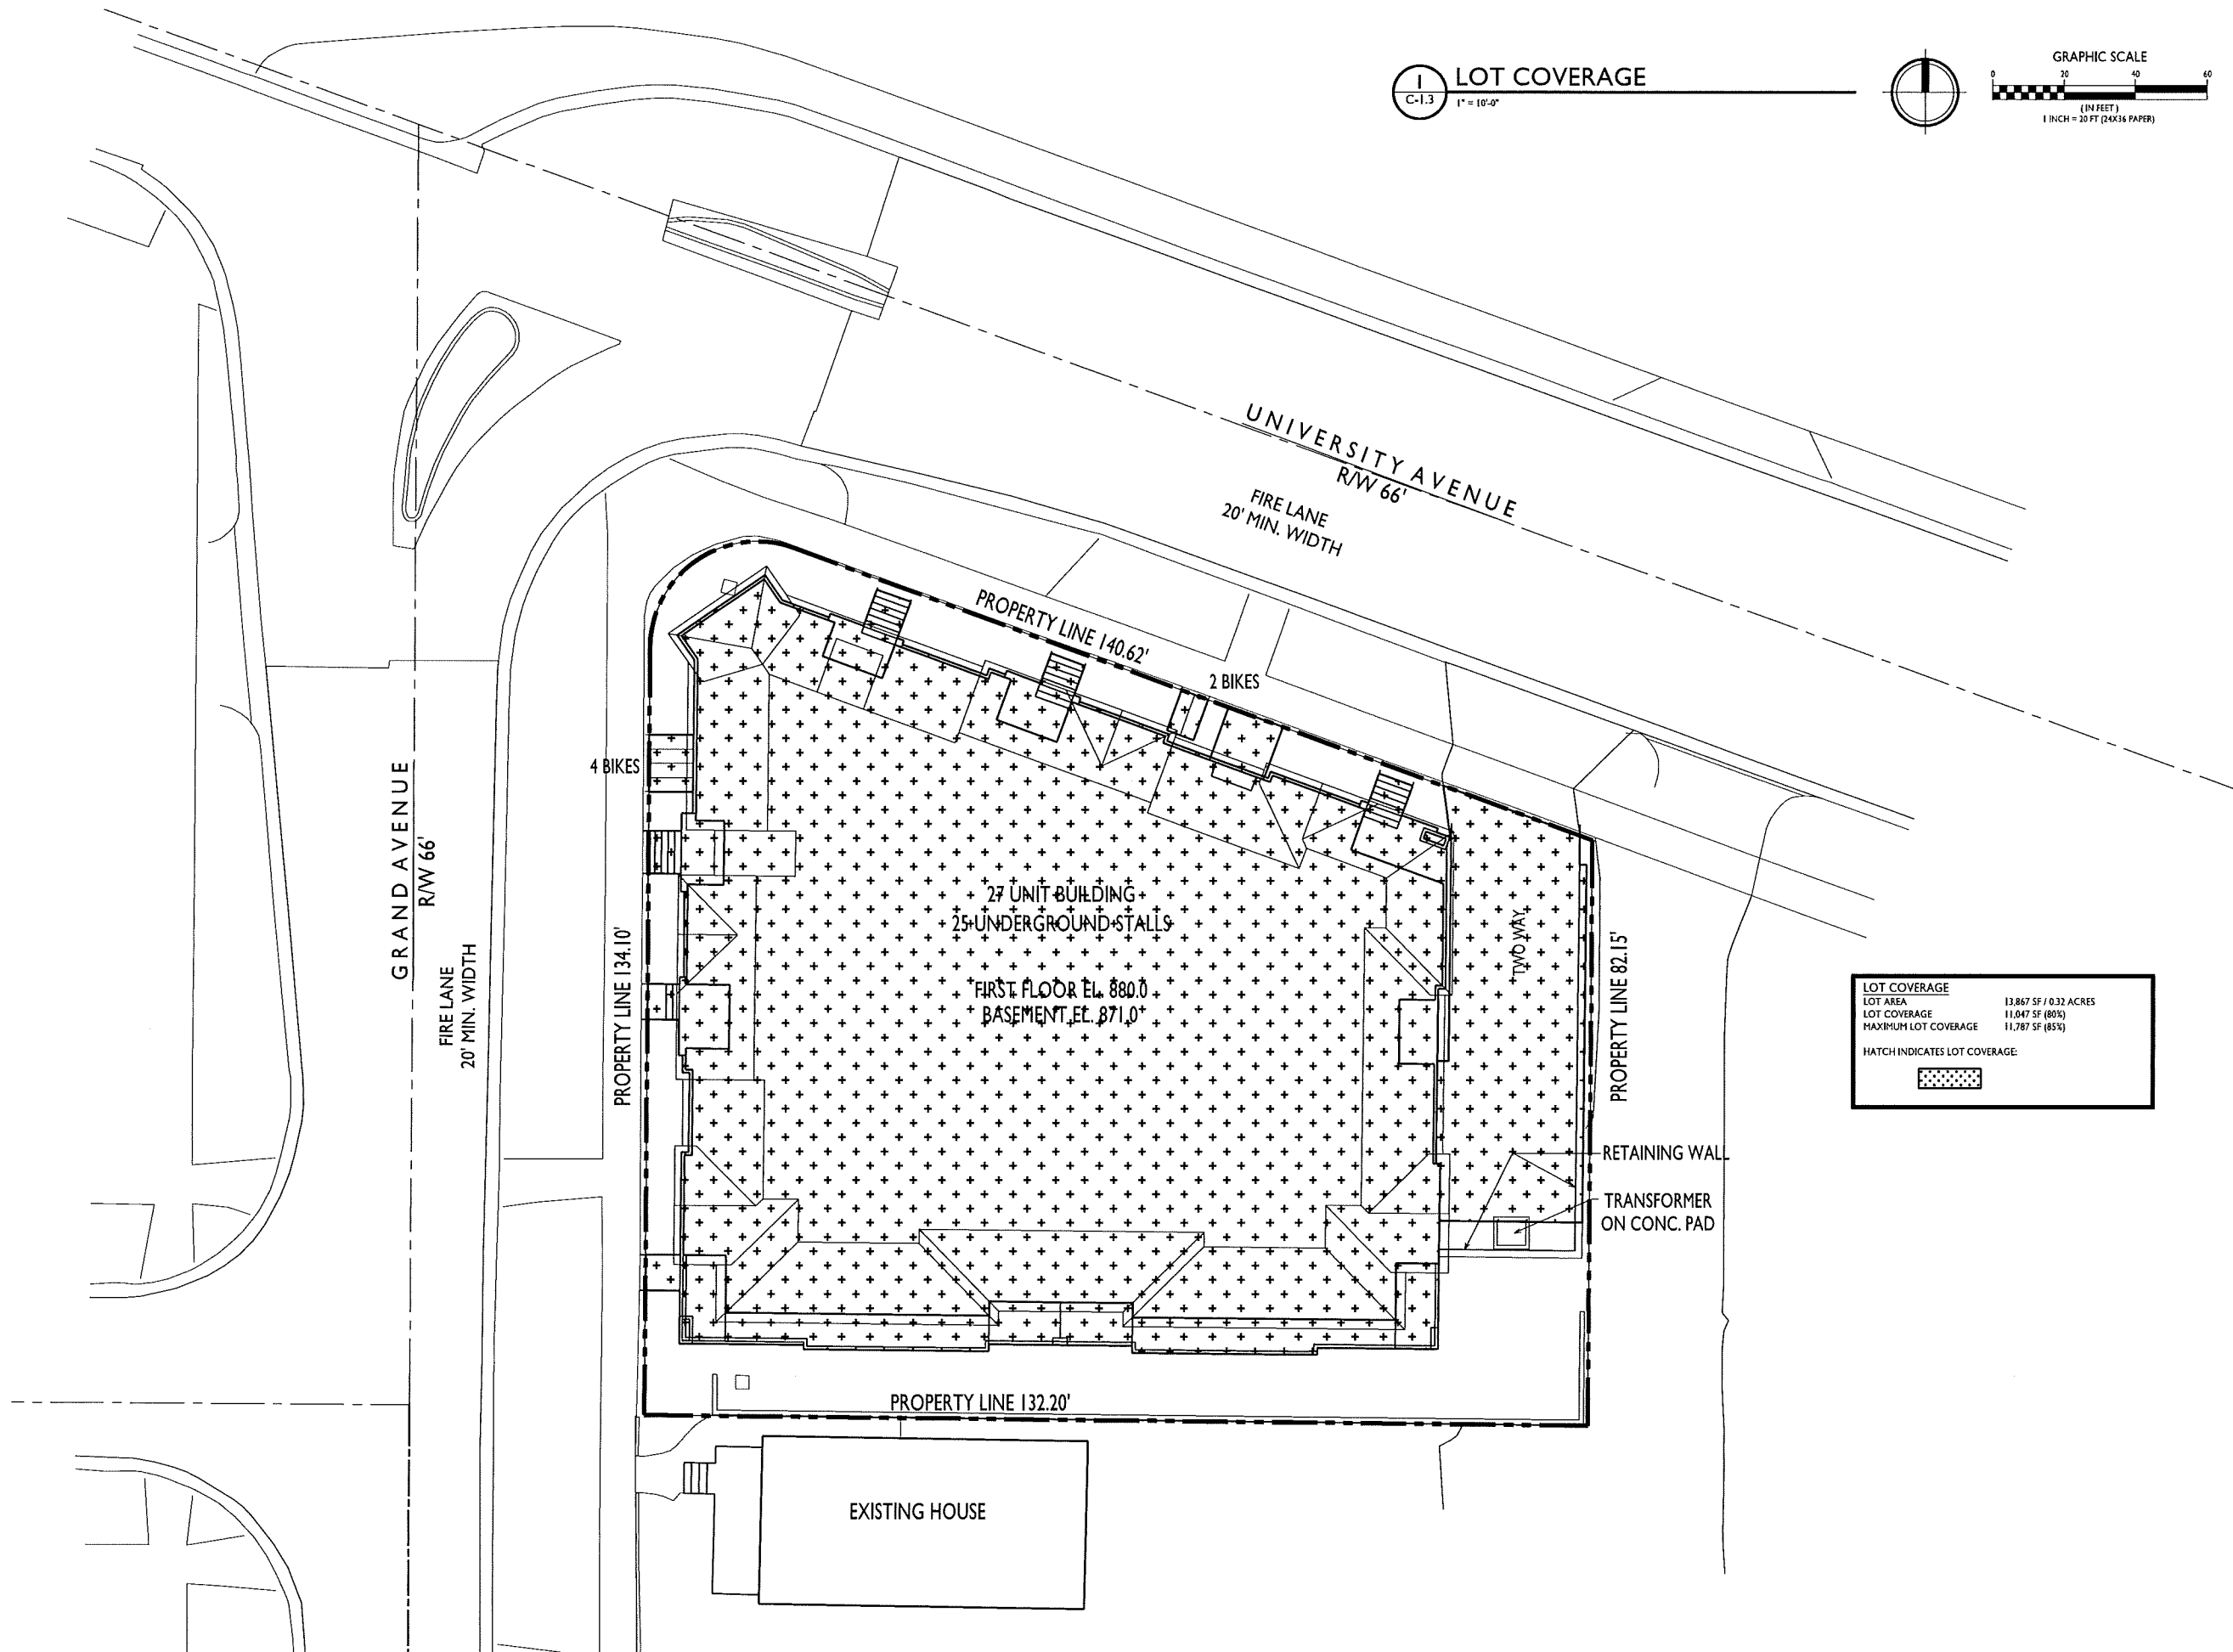 1
C-1.3
LOT COVERAGE
1" = 10'-0"
GRAPHIC SCALE
0 20 40 60
( IN FEET )
1 INCH = 20 FT (24X36 PAPER)
UNIVERSITY AVENUE
R/W 66'
FIRE LANE
20' MIN. WIDTH
PROPERTY LINE 140.62'
2 BIKES
4 BIKES
GRAND AVENUE
R/W 66'
FIRE LANE
20' MIN. WIDTH
PROPERTY LINE 134.10'
27 UNIT BUILDING
25 UNDERGROUND STALLS
FIRST FLOOR EL. 880.0
BASEMENT EL. 871.0
TWO WAY
PROPERTY LINE 82.15'
LOT COVERAGE
LOT AREA 13,867 SF / 0.32 ACRES
LOT COVERAGE 11,047 SF (80%)
MAXIMUM LOT COVERAGE 11,787 SF (85%)
HATCH INDICATES LOT COVERAGE:
RETAINING WALL
TRANSFORMER
ON CONC. PAD
PROPERTY LINE 132.20'
EXISTING HOUSE